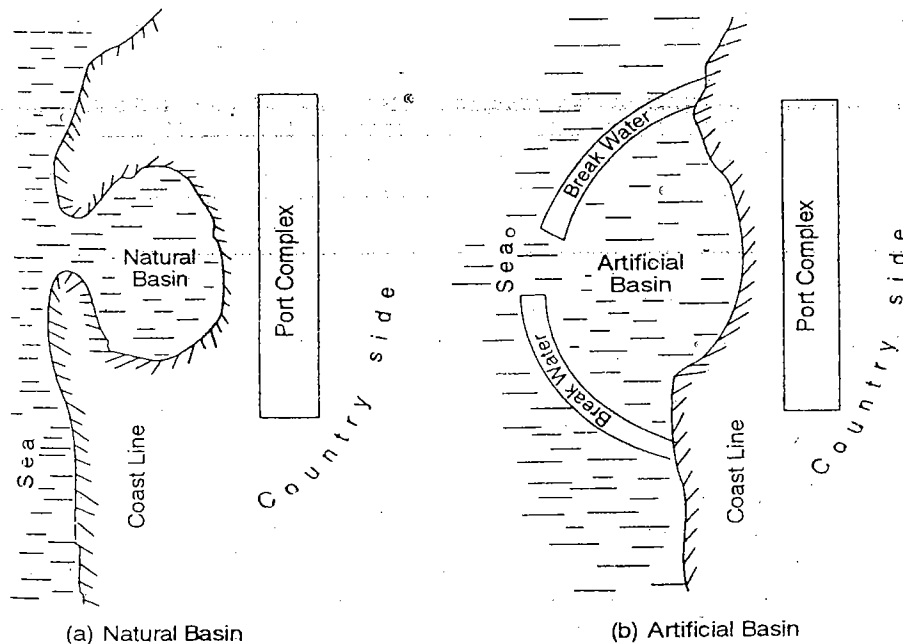 Natural
Basin
Port Complex
Sea
Coast Line
Country side
(a) Natural Basin
Break Water
Sea
Artificial
Basin
Break Water
Port Complex
Coast Line
Country side
(b) Artificial Basin